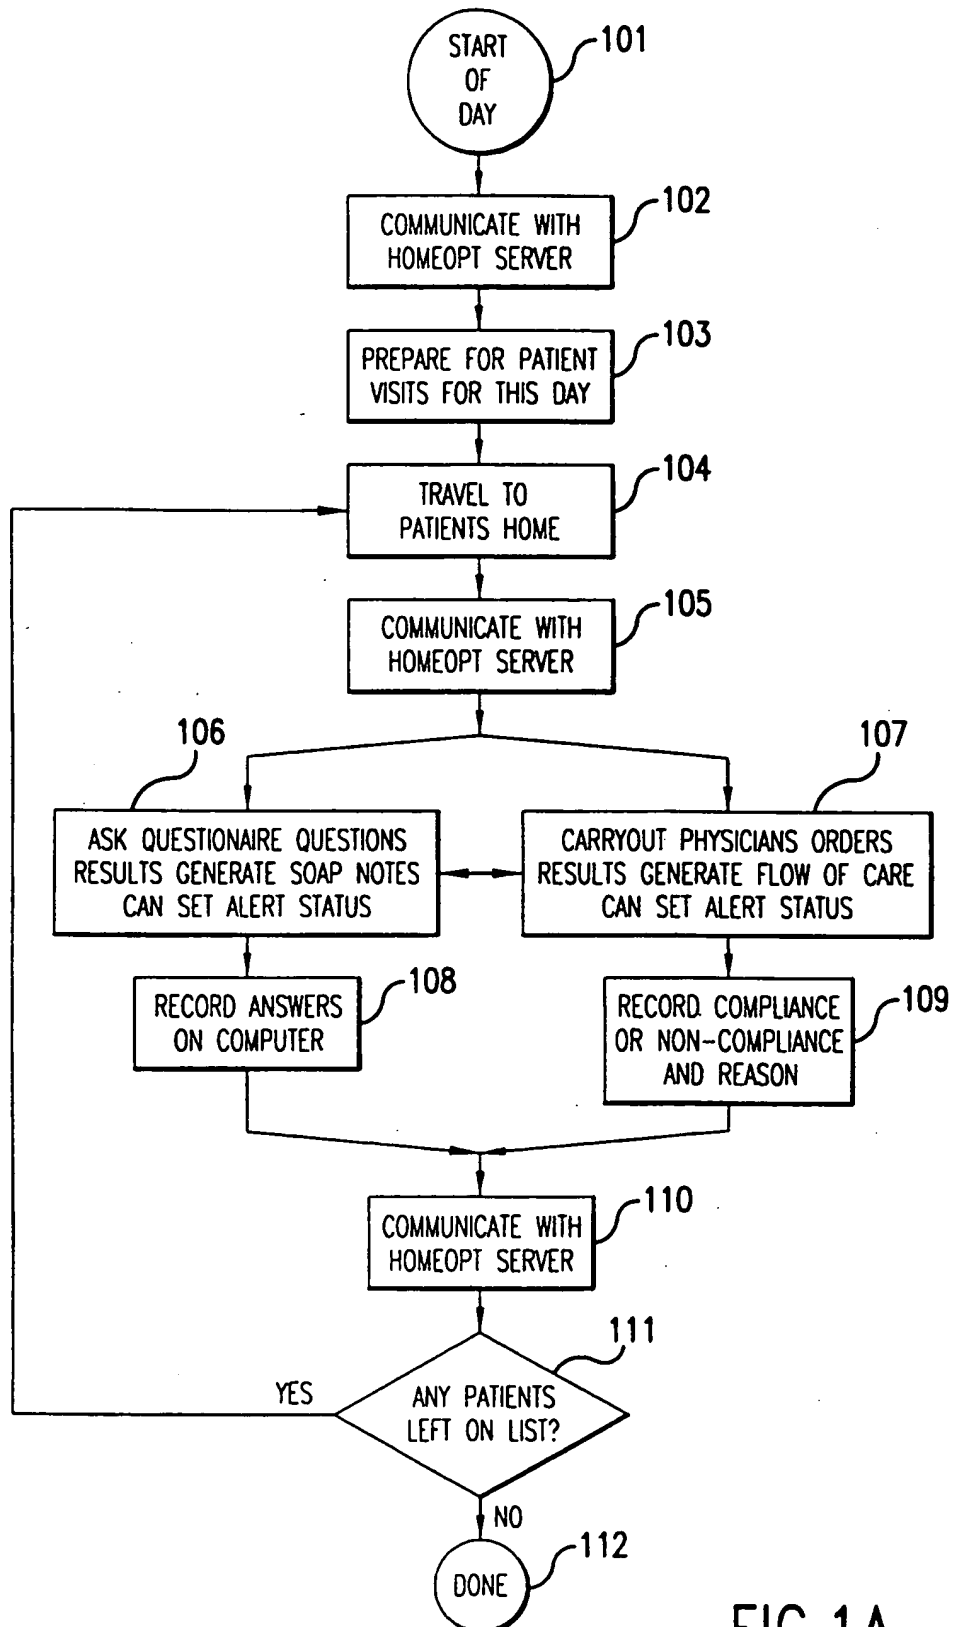 START
OF
DAY
101
COMMUNICATE WITH
HOMEOPT SERVER
102
PREPARE FOR PATIENT
VISITS FOR THIS DAY
103
TRAVEL TO
PATIENTS HOME
104
COMMUNICATE WITH
HOMEOPT SERVER
105
106
ASK QUESTIONAIRE QUESTIONS
RESULTS GENERATE SOAP NOTES
CAN SET ALERT STATUS
107
CARRYOUT PHYSICIANS ORDERS
RESULTS GENERATE FLOW OF CARE
CAN SET ALERT STATUS
RECORD ANSWERS
ON COMPUTER
108
RECORD COMPLIANCE
OR NON-COMPLIANCE
AND REASON
109
COMMUNICATE WITH
HOMEOPT SERVER
110
111
ANY PATIENTS
LEFT ON LIST?
YES
NO
DONE
112
FIG. 1A